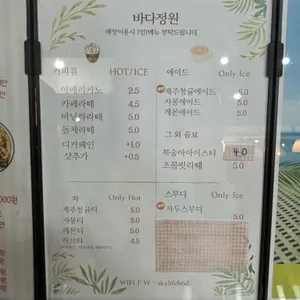 바다정원
매장이용시 1인1메뉴 부탁드립니다.
커피류 HOT/ICE
아메리카노 2.5
카페라떼 4.5
바닐라라떼 5.0
돌체라떼 5.0
디카페인 +1.0
샷추가 +0.5
에이드 Only Ice
제주청귤에이드 5.0
자몽에이드 5.0
레몬에이드 5.0
그 외 음료
복숭아아이스티 4.0
초콜릿라떼 5.0
차 Only Hot
제주청귤티 5.0
자몽티 5.0
레몬티 5.0
허브티 4.5
스무디 Only Ice
자두스무디 5.0
5.0
WIFI P.W